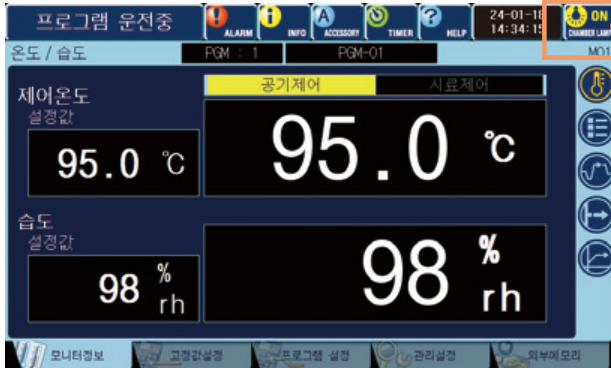 프로그램 운전중
ALARM
INFO
ACCESSORY
TIMER
HELP
24-01-18
14:34:15
ON
CHAMBER LAMP
온도 / 습도
PGM : 1
PGM-01
M01
제어온도
설정값
95.0 ℃
공기제어
시료제어
95.0 ℃
습도
설정값
98 % rh
98 % rh
모니터정보
고정값설정
프로그램 설정
관리설정
외부메모리